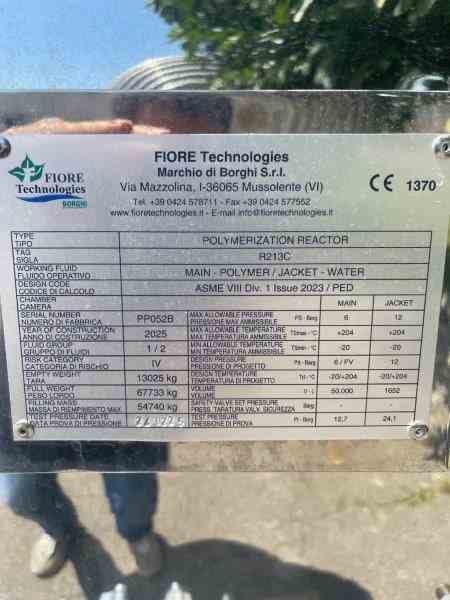 FIORE
Technologies
BORGHI
FIORE Technologies
Marchio di Borghi S.r.l.
Via Mazzolina, I-36065 Mussolente (VI)
Tel. +39 0424 578711 - Fax +39 0424 577552
www.fioretechnologies.it - E-mail info@fioretechnologies.it
CE 1370
TYPE
TIPO
POLYMERIZATION REACTOR
TAG
SIGLA
R213C
WORKING FLUID
FLUIDO OPERATIVO
MAIN - POLYMER / JACKET - WATER
DESIGN CODE
CODICE DI CALCOLO
ASME VIII Div. 1 Issue 2023 / PED
CHAMBER
CAMERA
MAIN JACKET
SERIAL NUMBER
NUMERO DI FABBRICA
PP052B
MAX ALLOWABLE PRESSURE
PRESSIONE MAX AMMISSIBILE
PS - Barg 6 12
YEAR OF CONSTRUCTION
ANNO DI COSTRUZIONE
2025
MAX ALLOWABLE TEMPERATURE
MAX TEMPERATURA AMMISSIBILE
TSmax - °C +204 +204
FLUID GROUP
GRUPPO DI FLUIDI
1 / 2
MIN ALLOWABLE TEMPERATURE
MIN TEMPERATURA AMMISSIBILE
TSmin - °C -20 -20
RISK CATEGORY
CATEGORIA DI RISCHIO
IV
DESIGN PRESSURE
PRESSIONE DI PROGETTO
Pd - Barg 6 / FV 12
EMPTY WEIGHT
TARA
13025 kg
DESIGN TEMPERATURE
TEMPERATURA DI PROGETTO
Td - °C -20/+204 -20/+204
FULL WEIGHT
PESO LORDO
67733 kg
VOLUME
VOLUME
V - L 50.000 1652
FILLING MASS
MASSA DI RIEMPIMENTO MAX
54740 kg
SAFETY VALVE SET PRESSURE
PRESS. TARATURA VALV. SICUREZZA
Barg - -
TEST PRESSURE DATE
DATA PROVA DI PRESSIONE
TEST PRESSURE
PRESSIONE DI PROVA
Pt - Barg 12,7 24,1